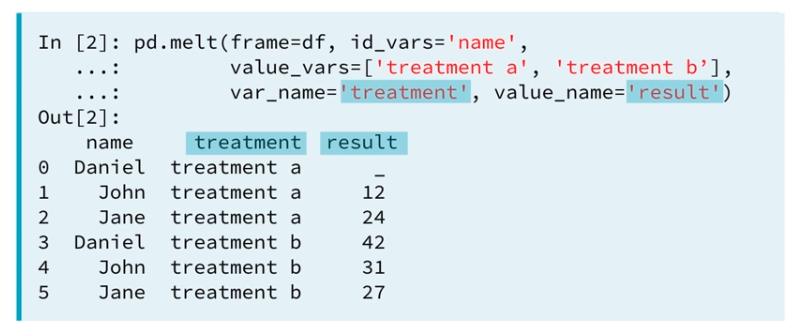 In [2]: pd.melt(frame=df, id_vars='name',
   ...:         value_vars=['treatment a', 'treatment b’],
   ...:         var_name='treatment', value_name='result')
Out[2]:
    name     treatment  result
0  Daniel  treatment a      _
1    John  treatment a     12
2    Jane  treatment a     24
3  Daniel  treatment b     42
4    John  treatment b     31
5    Jane  treatment b     27